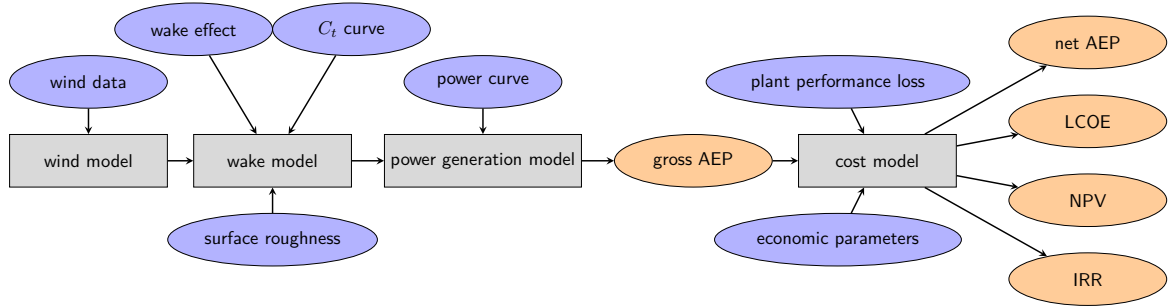 wake effect
$C_t$ curve
net AEP
wind data
power curve
plant performance loss
LCOE
wind model
wake model
power generation model
gross AEP
cost model
NPV
surface roughness
economic parameters
IRR